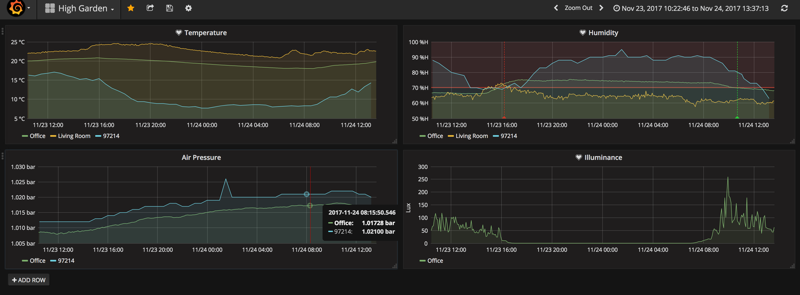 High Garden
Zoom Out
Nov 23, 2017 10:22:46 to Nov 24, 2017 13:37:13
Temperature
25 °C
20 °C
15 °C
10 °C
5 °C
11/23 12:00 11/23 16:00 11/23 20:00 11/24 00:00 11/24 04:00 11/24 08:00 11/24 12:00
Office Living Room 97214
Humidity
100 %H
90 %H
80 %H
70 %H
60 %H
50 %H
11/23 12:00 11/23 16:00 11/23 20:00 11/24 00:00 11/24 04:00 11/24 08:00 11/24 12:00
Office Living Room 97214
Air Pressure
1.030 bar
1.025 bar
1.020 bar
1.015 bar
1.010 bar
1.005 bar
11/23 12:00 11/23 16:00 11/23 20:00 11/24 00:00 11/24 04:00 11/24 08:00 11/24 12:00
Office 97214
2017-11-24 08:15:50.546
Office: 1.01728 bar
97214: 1.02100 bar
Illuminance
Lux
300
250
200
150
100
50
0
11/23 12:00 11/23 16:00 11/23 20:00 11/24 00:00 11/24 04:00 11/24 08:00 11/24 12:00
Office
+ ADD ROW